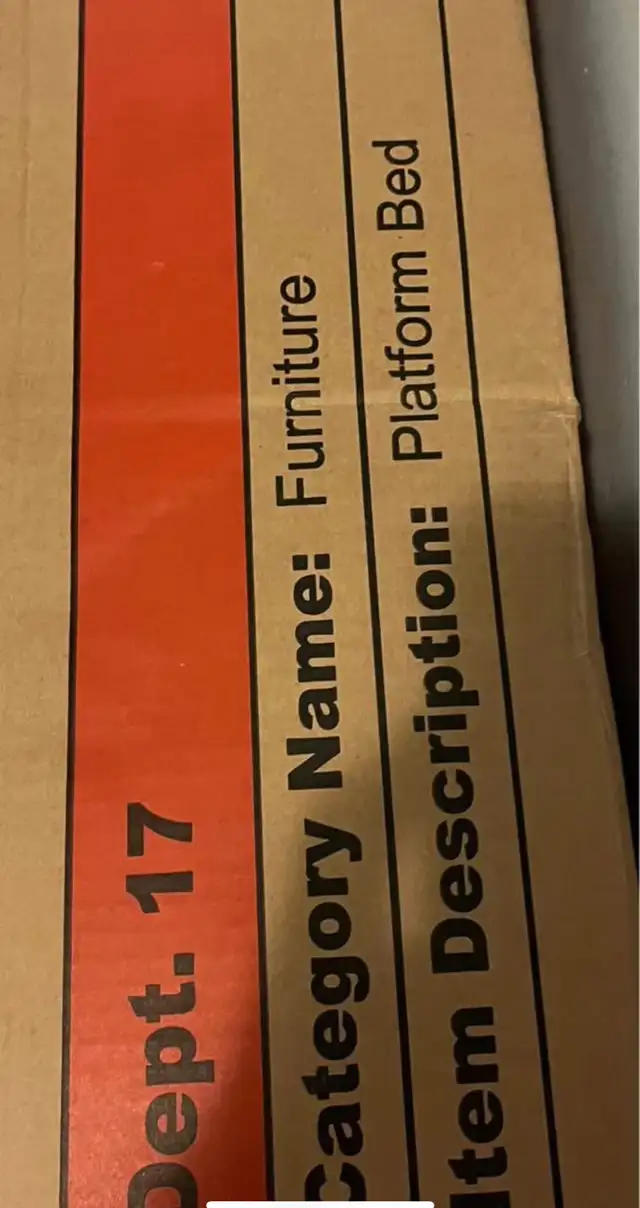 Dept. 17
Category Name: Furniture
Item Description: Platform Bed